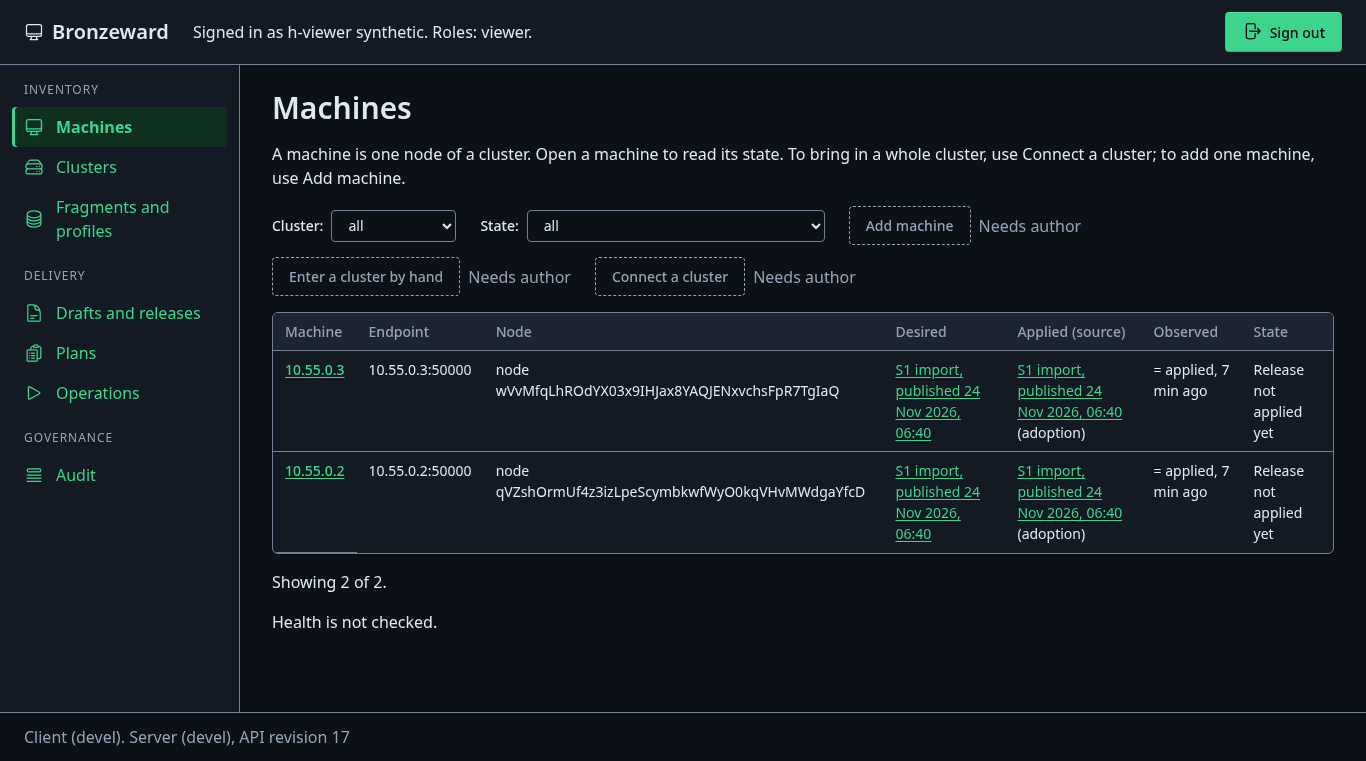 Bronzeward
Signed in as h-viewer synthetic. Roles: viewer.
Sign out
INVENTORY
Machines
Clusters
Fragments and
profiles
DELIVERY
Drafts and releases
Plans
Operations
GOVERNANCE
Audit
Machines
A machine is one node of a cluster. Open a machine to read its state. To bring in a whole cluster, use Connect a cluster; to add one machine,
use Add machine.
Cluster: all State: all Add machine Needs author
Enter a cluster by hand Needs author Connect a cluster Needs author
Machine Endpoint Node Desired Applied (source) Observed State
10.55.0.3 10.55.0.3:50000 node S1 import, S1 import, = applied, 7 Release
wVvMfqLhROdYX03x9IHJax8YAQJENxvchsFpR7TgIaQ published 24 published 24 min ago not
Nov 2026, Nov 2026, 06:40 applied
06:40 (adoption) yet
10.55.0.2 10.55.0.2:50000 node S1 import, S1 import, = applied, 7 Release
qVZshOrmUf4z3izLpeScymbkwfWyO0kqVHvMWdgaYfcD published 24 published 24 min ago not
Nov 2026, Nov 2026, 06:40 applied
06:40 (adoption) yet
Showing 2 of 2.
Health is not checked.
Client (devel). Server (devel), API revision 17